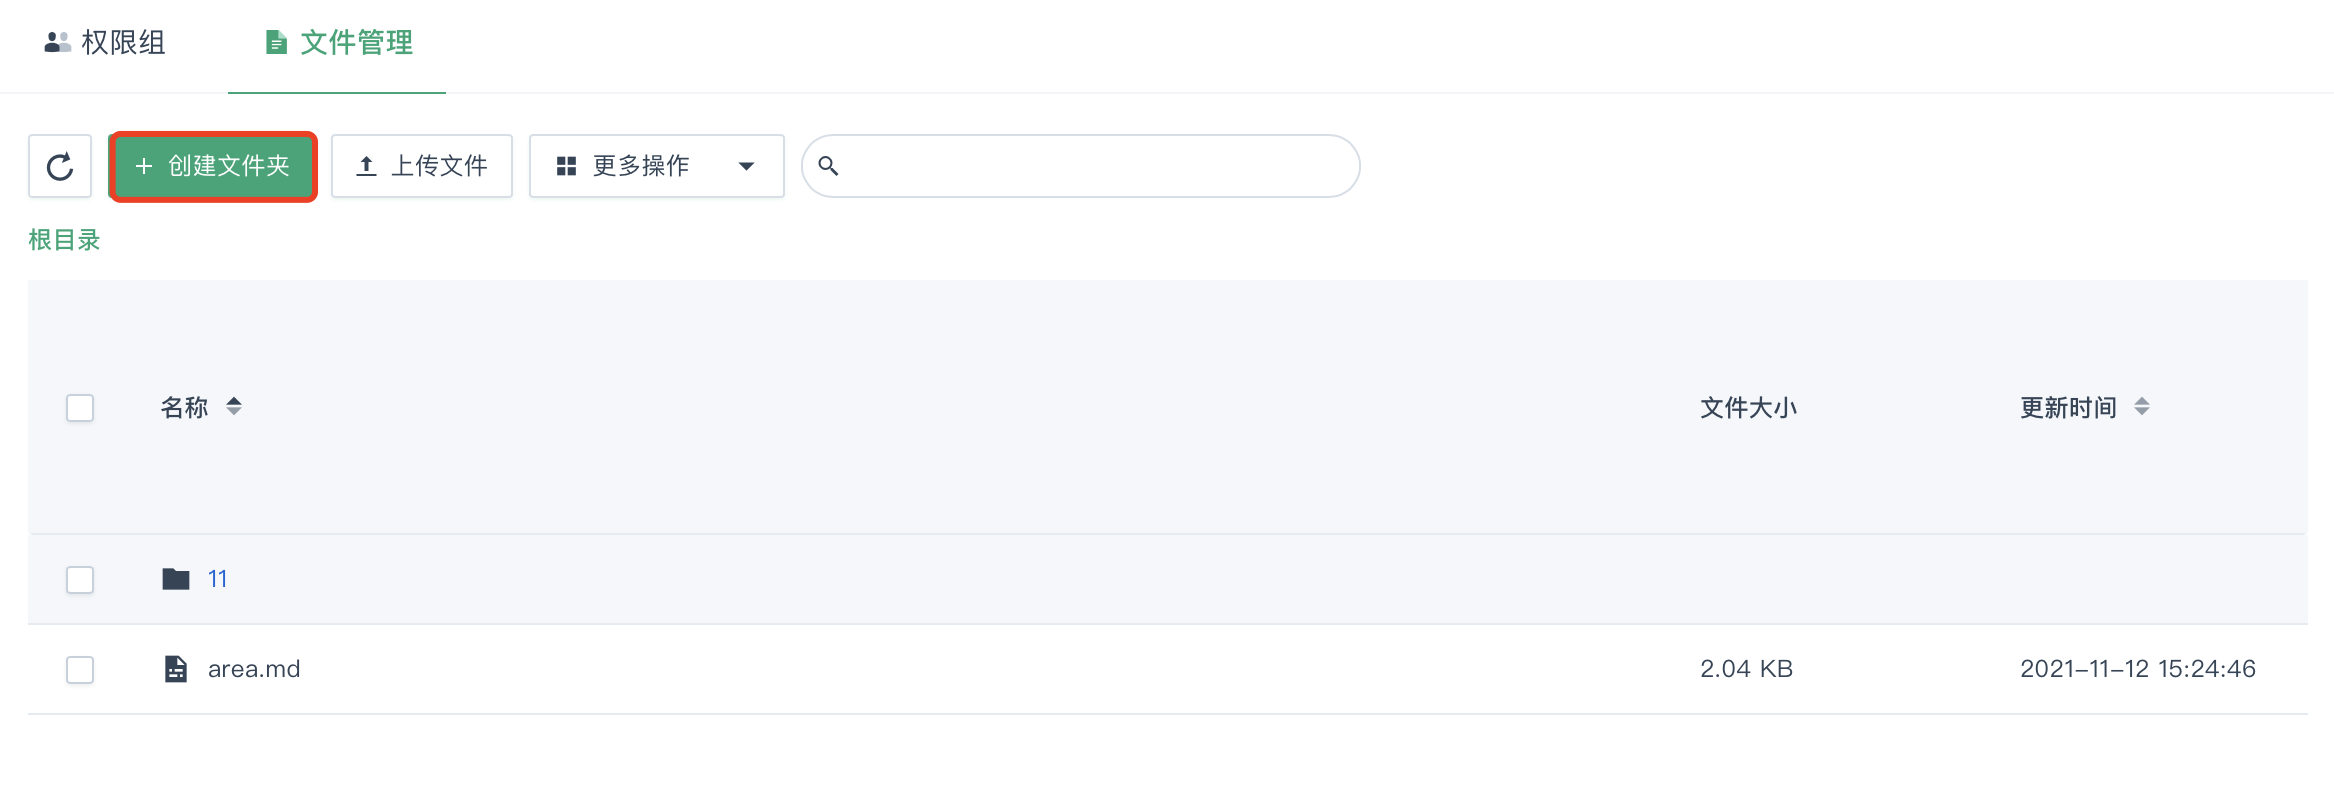 权限组 文件管理
创建文件夹 上传文件 更多操作
根目录
名称 文件大小 更新时间
11
area.md 2.04 KB 2021-11-12 15:24:46